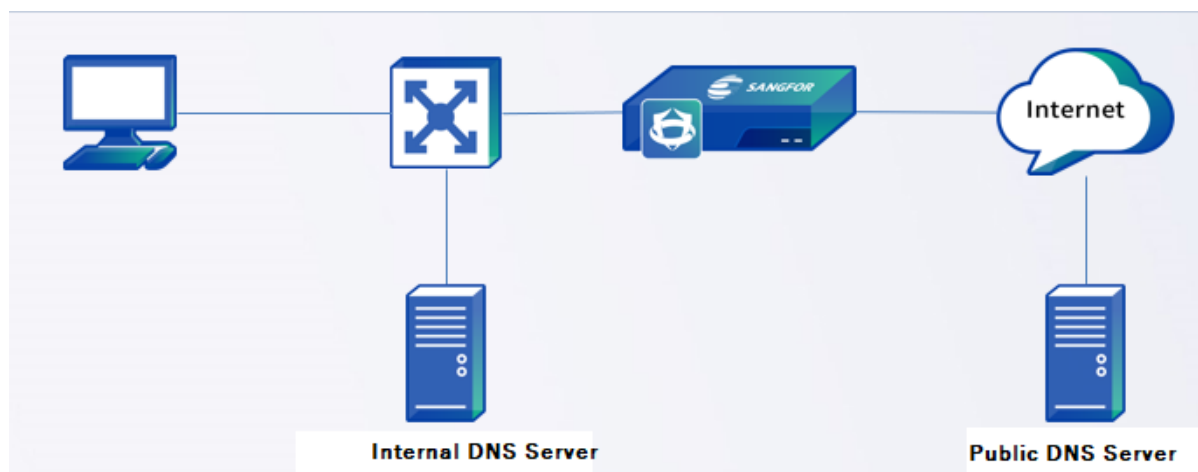 SANGFOR
Internet
Internal DNS Server
Public DNS Server